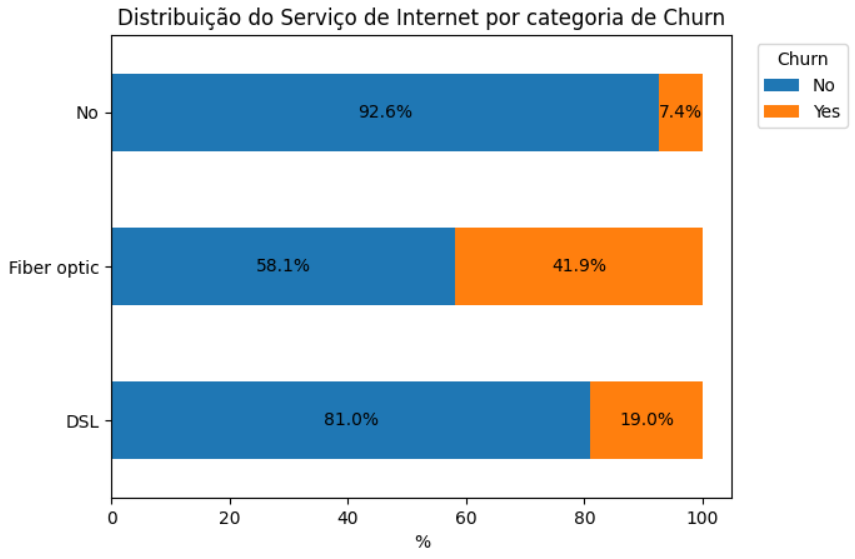 Distribuição do Serviço de Internet por categoria de Churn
Churn
No
Yes
No
92.6%
7.4%
Fiber optic
58.1%
41.9%
DSL
81.0%
19.0%
0
20
40
60
80
100
%